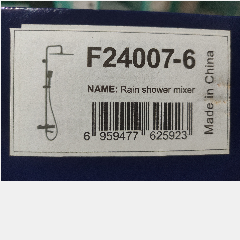 F24007-6
NAME: Rain shower mixer
6 959477 625923
Made in China